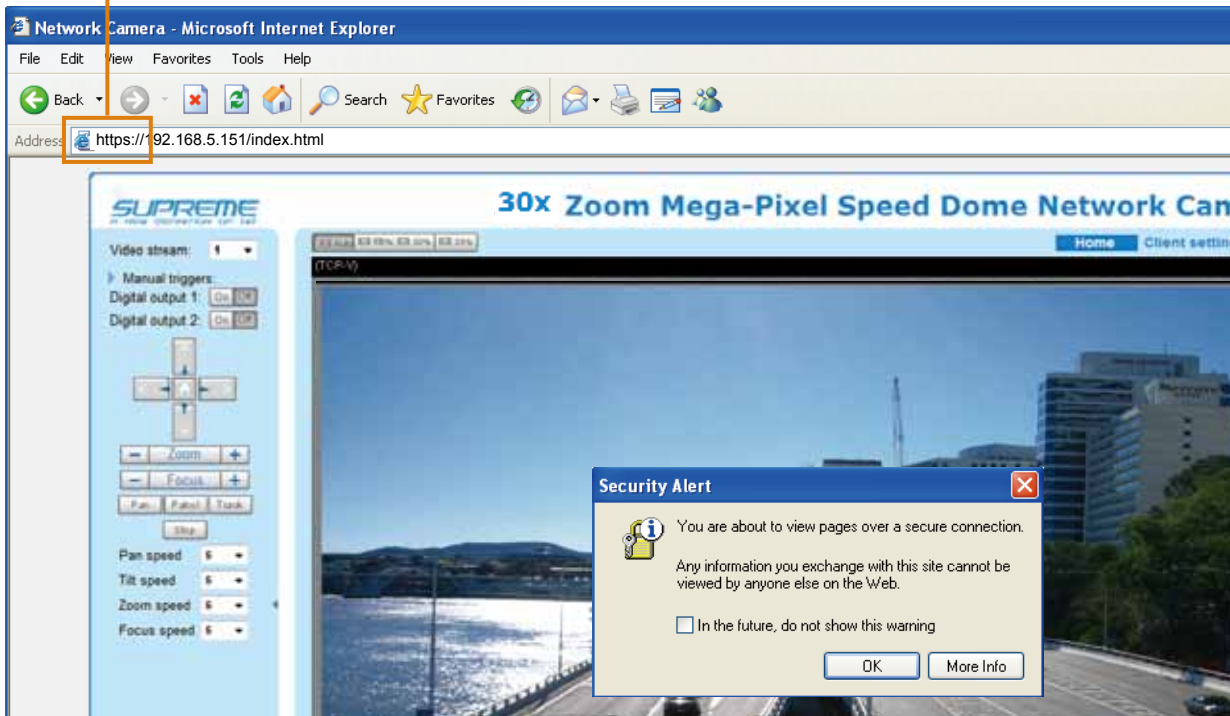 Network Camera - Microsoft Internet Explorer
File Edit View Favorites Tools Help
Back Search Favorites
Address https://192.168.5.151/index.html
SUPREME
30x Zoom Mega-Pixel Speed Dome Network Cam
Home Client settin
Video stream: 1
(TCP-V)
Manual triggers:
Digital output 1: On Off
Digital output 2: On Off
Zoom
Focus
Pan Patrol Track
Stop
Pan speed 5
Tilt speed 5
Zoom speed 5
Focus speed 5
Security Alert
You are about to view pages over a secure connection.
Any information you exchange with this site cannot be
viewed by anyone else on the Web.
In the future, do not show this warning
OK More Info